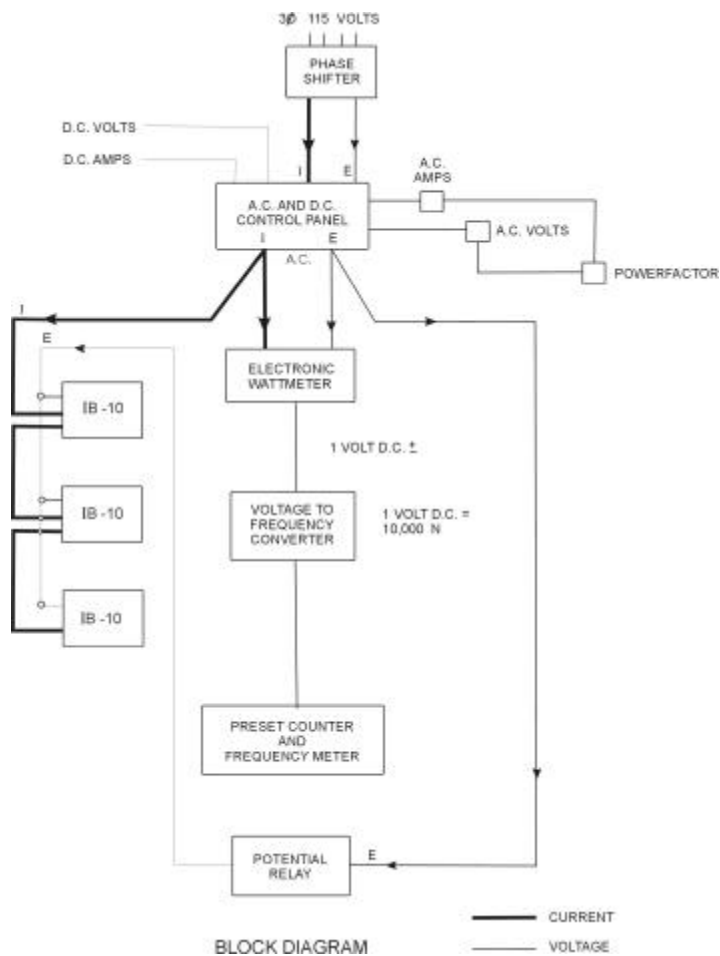 3∅ 115 VOLTS
PHASE
SHIFTER
D.C. VOLTS
D.C. AMPS
I E
A.C. AND D.C.
CONTROL PANEL
I E
A.C.
A.C.
AMPS
A.C. VOLTS
POWERFACTOR
I
E
IB -10
IB -10
IB -10
ELECTRONIC
WATTMETER
1 VOLT D.C. ±
VOLTAGE TO
FREQUENCY
CONVERTER
1 VOLT D.C. =
10,000 N
PRESET COUNTER
AND
FREQUENCY METER
POTENTIAL
RELAY
E
BLOCK DIAGRAM
CURRENT
VOLTAGE